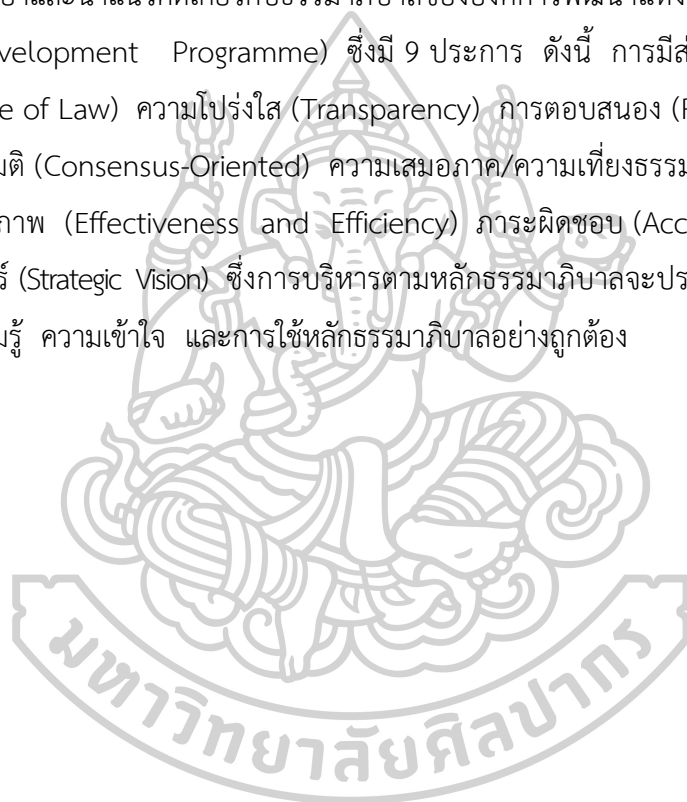 velopment Programme) ซึ่งมี 9 ประการ ดังนี้ การมีส่
e of Law) ความโปร่งใส (Transparency) การตอบสนอง (
มติ (Consensus-Oriented) ความเสมอภาค/ความเที่ยงธรรม
ภาพ (Effectiveness and Efficiency) ภาระผิดชอบ (Acc
ร์ (Strategic Vision) ซึ่งการบริหารตามหลักธรรมาภิบาลจะประ
มรู้ ความเข้าใจ และการใช้หลักธรรมาภิบาลอย่างถูกต้อง
มหาวิทยาลัยศิลปากร